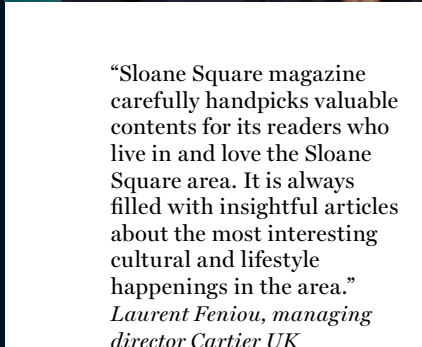 “Sloane Square magazine
carefully handpicks valuable
contents for its readers who
live in and love the Sloane
Square area. It is always
filled with insightful articles
about the most interesting
cultural and lifestyle
happenings in the area.”
Laurent Feniou, managing
director Cartier UK